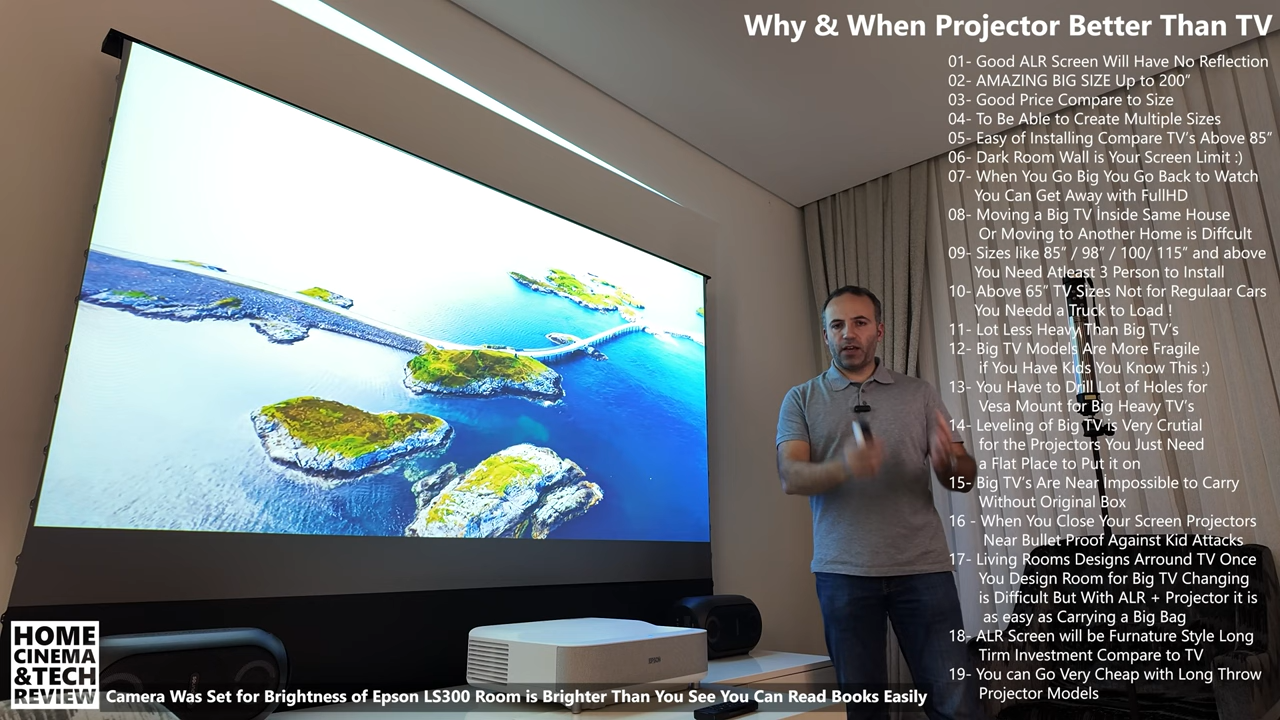 Why & When Projector Better Than TV
01- Good ALR Screen Will Have No Reflection
02- AMAZING BIG SIZE Up to 200”
03- Good Price Compare to Size
04- To Be Able to Create Multiple Sizes
05- Easy of Installing Compare TV’s Above 85”
06- Dark Room Wall is Your Screen Limit :)
07- When You Go Big You Go Back to Watch
You Can Get Away with FullHD
08- Moving a Big TV İnside Same House
Or Moving to Another Home is Diffcult
09- Sizes like 85” / 98” / 100/ 115” and above
You Need Atleast 3 Person to Install
10- Above 65” TV Sizes Not for Regulaar Cars
You Needd a Truck to Load !
11- Lot Less Heavy Than Big TV’s
12- Big TV Models Are More Fragile
if You Have Kids You Know This :)
13- You Have to Drill Lot of Holes for
Vesa Mount for Big Heavy TV’s
14- Leveling of Big TV is Very Crutial
for the Projectors You Just Need
a Flat Place to Put it on
15- Big TV’s Are Near Impossible to Carry
Without Original Box
16 - When You Close Your Screen Projectors
Near Bullet Proof Against Kid Attacks
17- Living Rooms Designs Arround TV Once
You Design Room for Big TV Changing
is Difficult But With ALR + Projector it is
as easy as Carrying a Big Bag
18- ALR Screen will be Furnature Style Long
Tirm Investment Compare to TV
19- You can Go Very Cheap with Long Throw
Projector Models
EPSON
HOME
CINEMA
&TECH
REVIEW
Camera Was Set for Brightness of Epson LS300 Room is Brighter Than You See You Can Read Books Easily